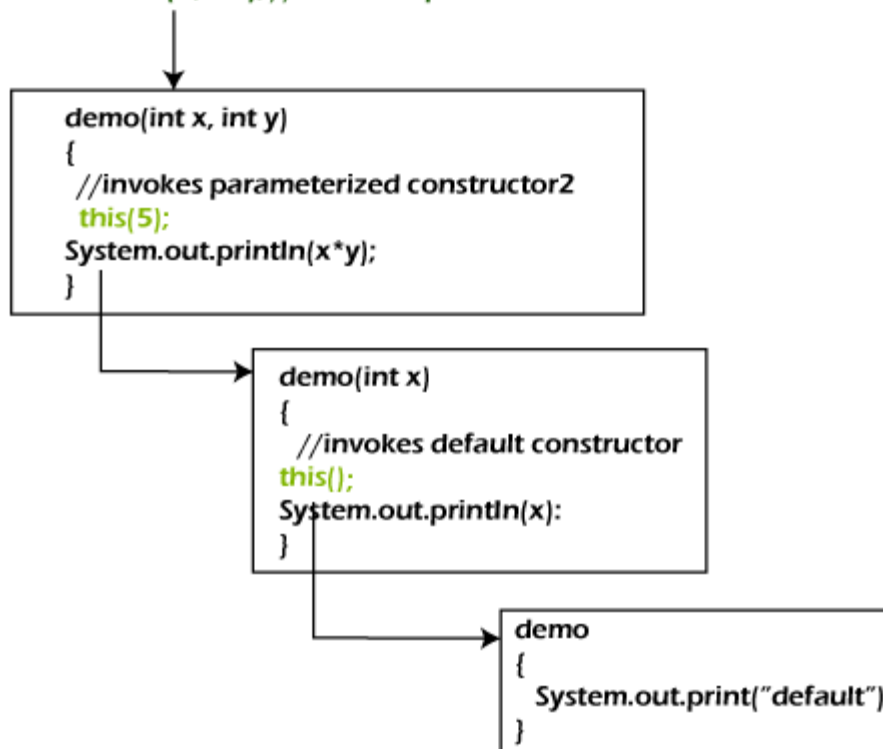 demo(int x, int y)
{
//invokes parameterized constructor2
this(5);
System.out.println(x*y);
}
demo(int x)
{
//invokes default constructor
this();
System.out.println(x):
}
demo
{
System.out.print("default")
}